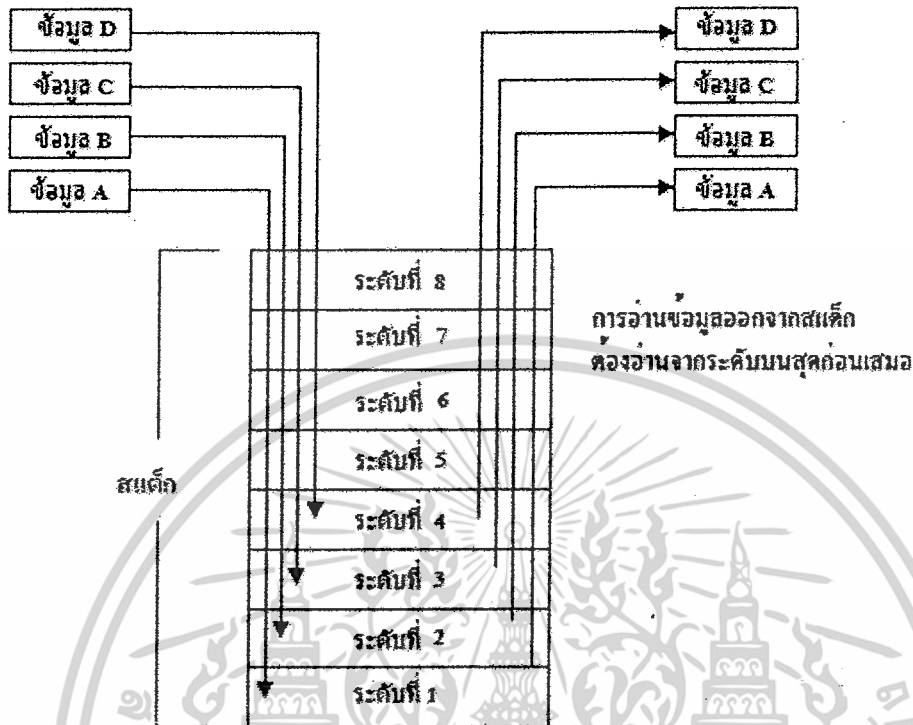 ข้อมูล D
ข้อมูล C
ข้อมูล B
ข้อมูล A
ข้อมูล D
ข้อมูล C
ข้อมูล B
ข้อมูล A
ระดับที่ 8
ระดับที่ 7
ระดับที่ 6
ระดับที่ 5
ระดับที่ 4
ระดับที่ 3
ระดับที่ 2
ระดับที่ 1
สแต็ก
การอ่านข้อมูลออกจากสแต็ก
ต้องอ่านจากระดับบนสุดก่อนเสมอ